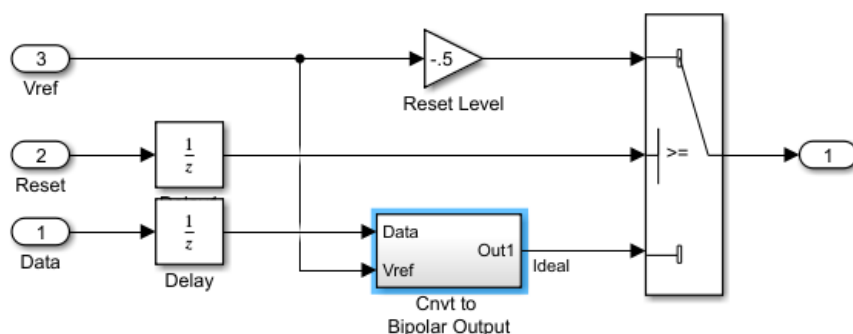 3
Vref
-.5
Reset Level
2
Reset
1
z
>=
1
1
Data
1
z
Delay
Data
Vref
Out1
Ideal
Cnvt to
Bipolar Output